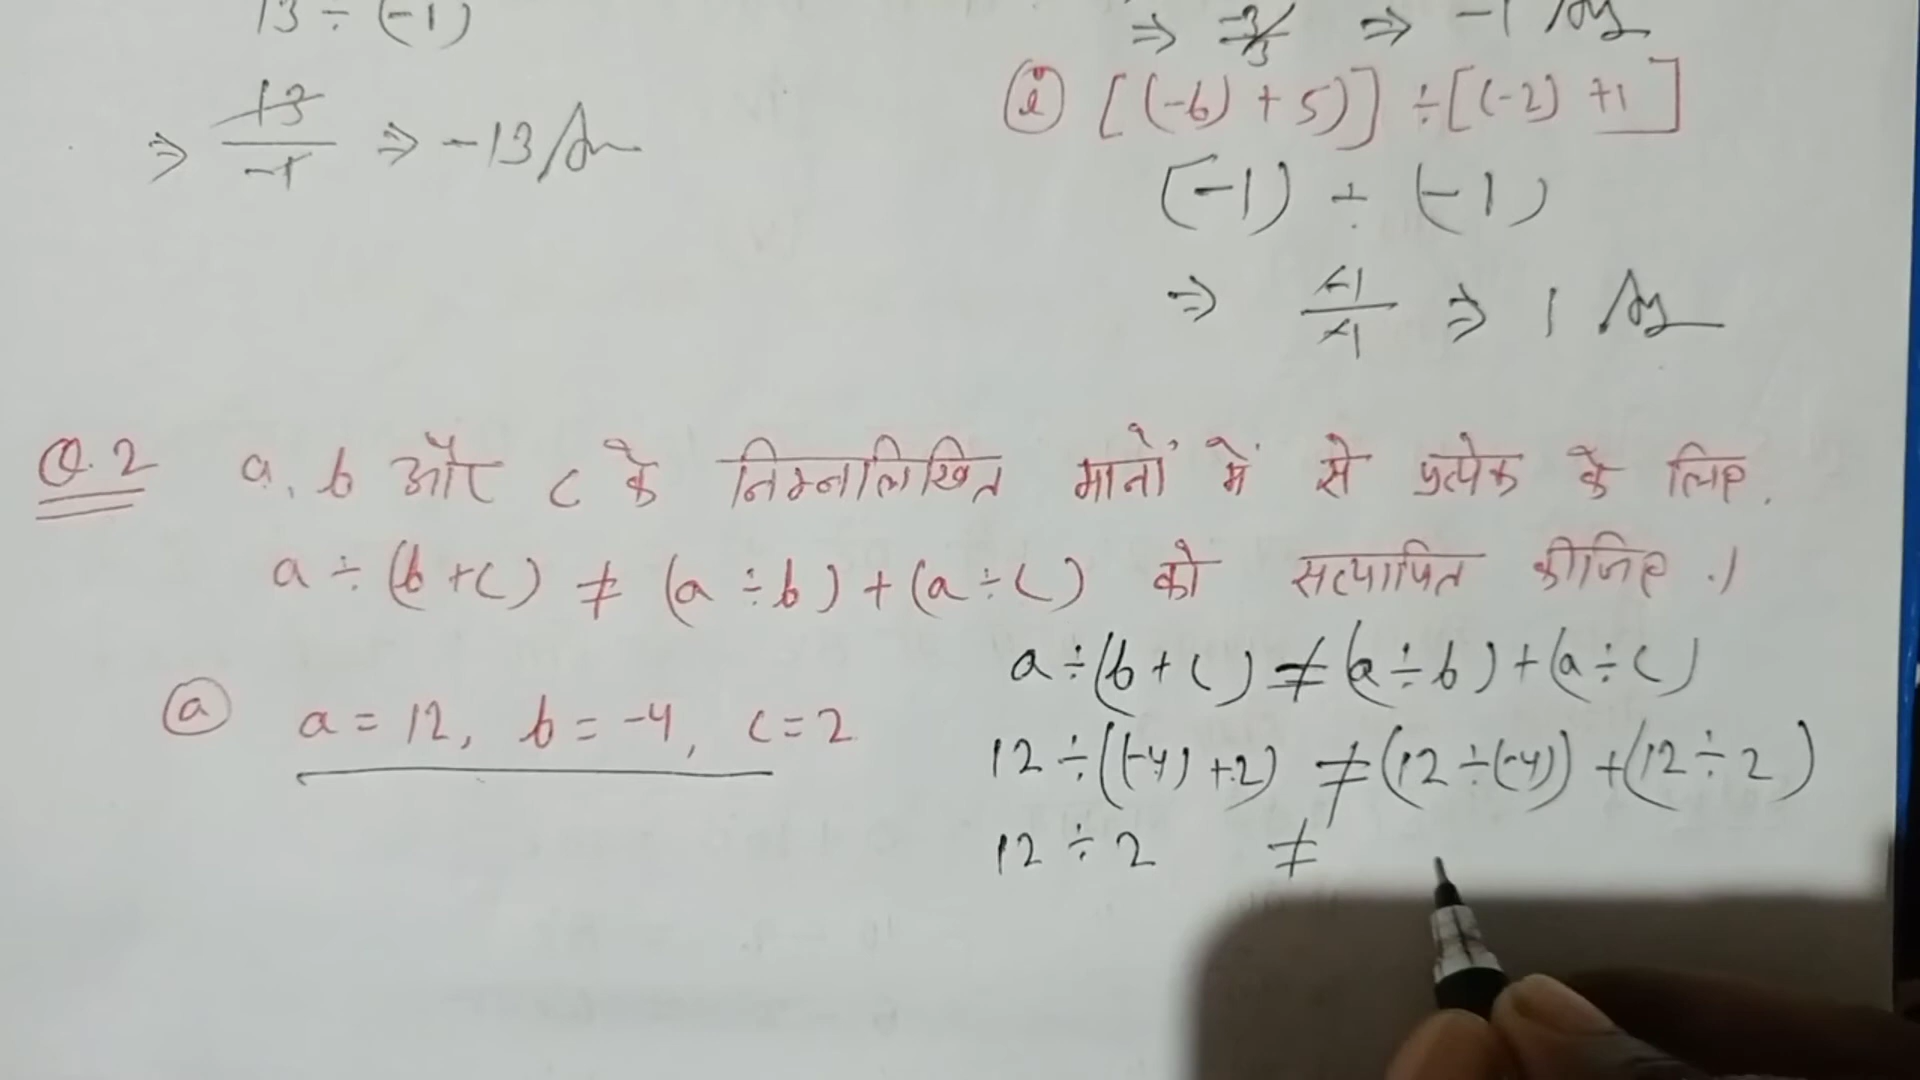 13 ÷ (-1)
⇒ 13/-1 ⇒ -13 Ans
⇒ -3/3 ⇒ -1 Ans
(i) [(-6) + 5)] ÷ [(-2) + 1]
(-1) ÷ (-1)
⇒ -1/-1 ⇒ 1 Ans
Q.2 a, b और c के निम्नलिखित मानों में से प्रत्येक के लिए.
a ÷ (b + c) ≠ (a ÷ b) + (a ÷ c) को सत्यापित कीजिए।
(a) a = 12, b = -4, c = 2
a ÷ (b + c) ≠ (a ÷ b) + (a ÷ c)
12 ÷ ((-4) + 2) ≠ (12 ÷ (-4)) + (12 ÷ 2)
12 ÷ 2 ≠